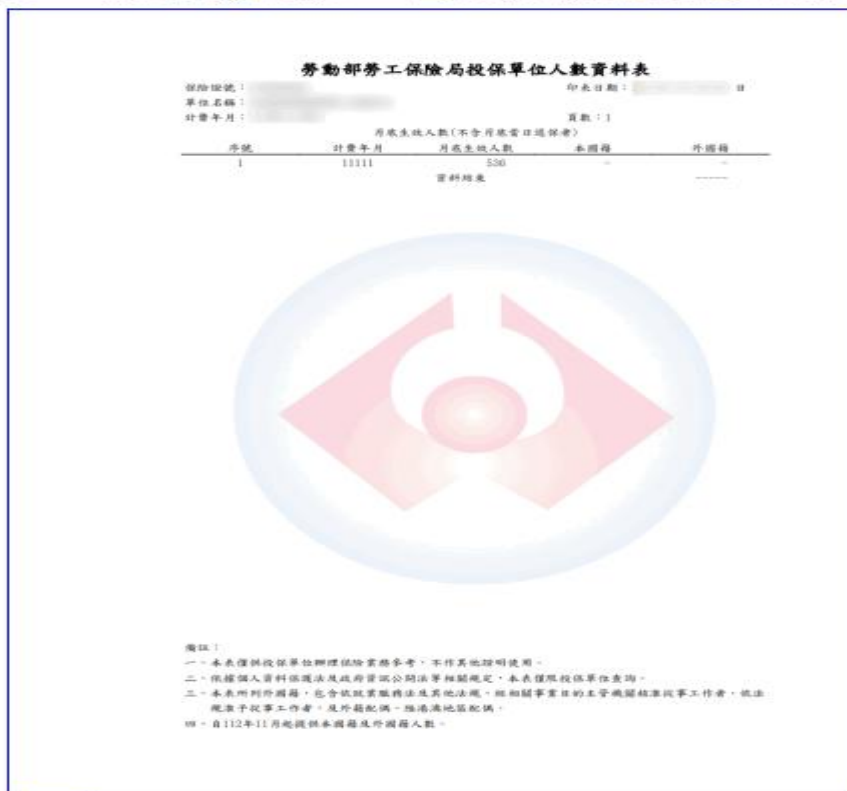 勞動部勞工保險局投保單位人數資料表
保險證號：
印表日期： 日
單位名稱：
計費年月：
頁數：1
月底生效人數(不含月底當日退保者)
序號 計費年月 月底生效人數 本國籍 外國籍
1 11111 536 - -
資料結束 -----
備註：
一、本表僅供投保單位辦理保險業務參考，不作其他證明使用。
二、依據個人資料保護法及政府資訊公開法等相關規定，本表僅限投保單位查詢。
三、本表所列外國籍，包含依就業服務法及其他法規，經相關事業目的主管機關核准從事工作者、依法
規准予從事工作者，及外籍配偶、陸港澳地區配偶。
四、自112年11月起提供本國籍及外國籍人數。